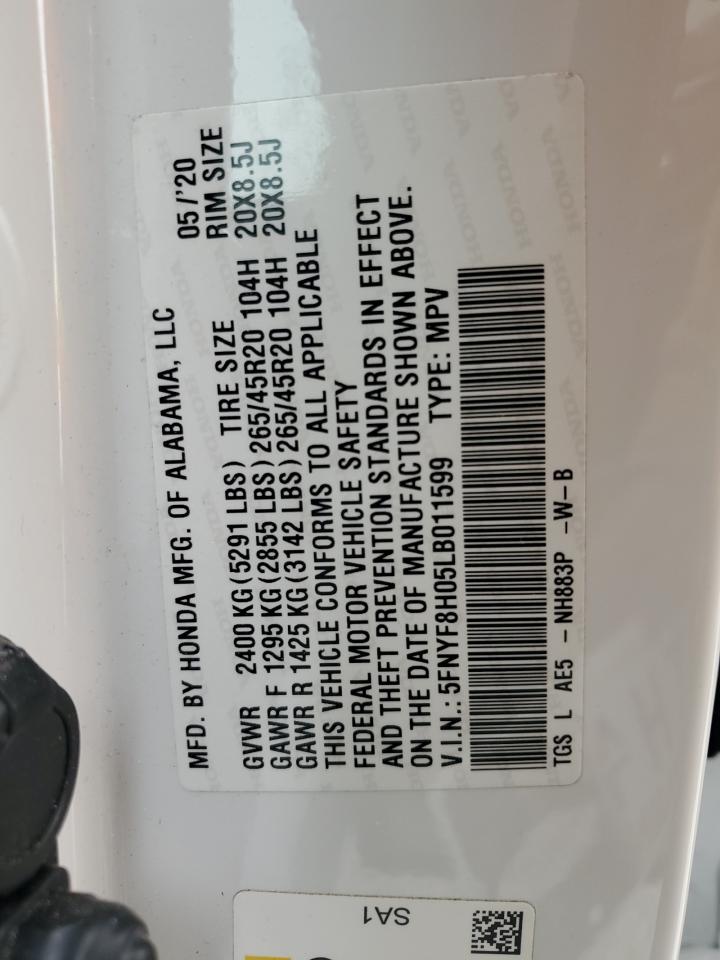 MFD. BY HONDA MFG. OF ALABAMA, LLC 05/'20
GVWR 2400 KG(5291 LBS) TIRE SIZE RIM SIZE
GAWR F 1295 KG(2855 LBS)265/45R20 104H 20X8.5J
GAWR R 1425 KG(3142 LBS)265/45R20 104H 20X8.5J
THIS VEHICLE CONFORMS TO ALL APPLICABLE
FEDERAL MOTOR VEHICLE SAFETY
AND THEFT PREVENTION STANDARDS IN EFFECT
ON THE DATE OF MANUFACTURE SHOWN ABOVE.
V.I.N.: 5FNYF8H05LB011599 TYPE: MPV
TGS L AE5 - NH883P -W-B
SA1